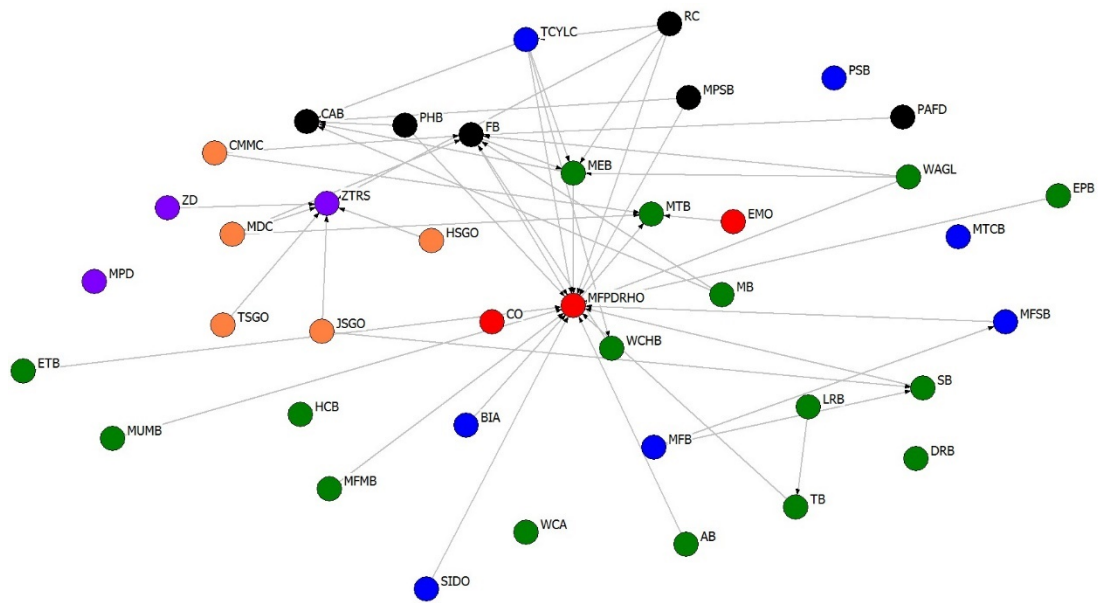 RC
TCYLC
PSB
MPSB
PAFD
CAB
PHB
FB
CMMC
MEB
WAGL
EPB
ZD
ZTRS
MTB
EMO
MDC
HSGO
MTCB
MPD
MB
MFPDRHO
CO
MFSB
TSGO
JSGO
WCHB
ETB
SB
LRB
HCB
BIA
MUMB
MFB
DRB
MFMB
TB
WCA
AB
SIDO